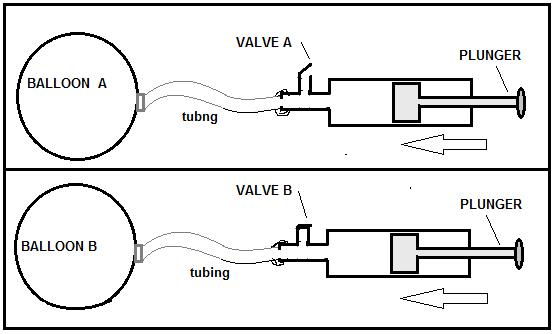 VALVE A
PLUNGER
BALLOON A
tubng
VALVE B
PLUNGER
BALLOON B
tubing